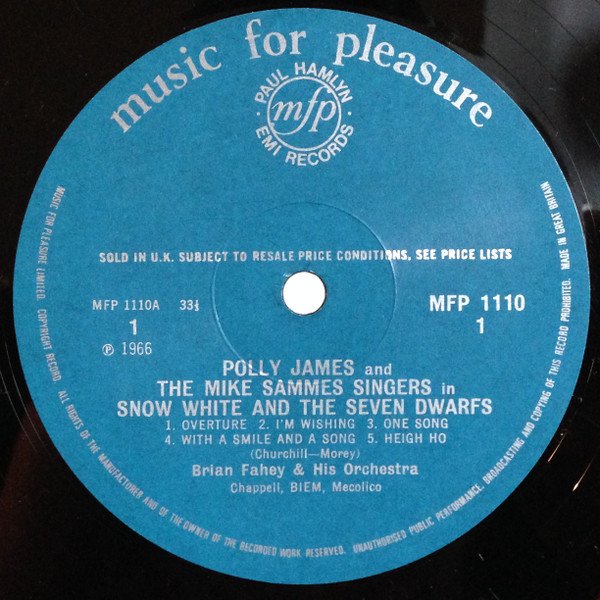 music for pleasure
PAUL HAMLYN
mfp
EMI RECORDS
SOLD IN U.K. SUBJECT TO RESALE PRICE CONDITIONS, SEE PRICE LISTS
MFP 1110A 33⅓
1
℗ 1966
MFP 1110
1
POLLY JAMES and
THE MIKE SAMMES SINGERS in
SNOW WHITE AND THE SEVEN DWARFS
1. OVERTURE 2. I'M WISHING 3. ONE SONG
4. WITH A SMILE AND A SONG 5. HEIGH HO
(Churchill—Morey)
Brian Fahey & His Orchestra
Chappell, BIEM, Mecolico
MUSIC FOR PLEASURE LIMITED. COPYRIGHT RECORD. ALL RIGHTS OF THE MANUFACTURER AND OF THE OWNER OF THE RECORDED WORK RESERVED. UNAUTHORISED PUBLIC PERFORMANCE, BROADCASTING AND COPYING OF THIS RECORD PROHIBITED. MADE IN GREAT BRITAIN